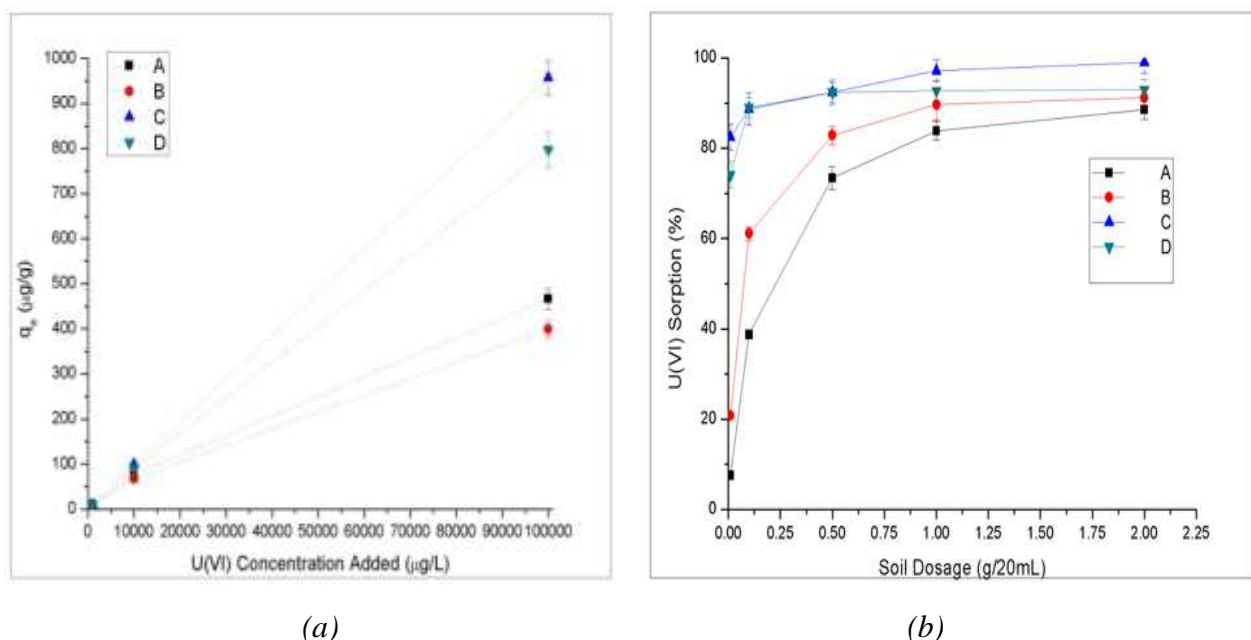 1000
900
800
700
600
500
400
300
200
100
0
qe (µg/g)
A
B
C
D
0 10000 20000 30000 40000 50000 60000 70000 80000 90000 100000
U(VI) Concentration Added (µg/L)
(a)
100
80
60
40
20
0
U(VI) Sorption (%)
A
B
C
D
0.00 0.25 0.50 0.75 1.00 1.25 1.50 1.75 2.00 2.25
Soil Dosage (g/20mL)
(b)